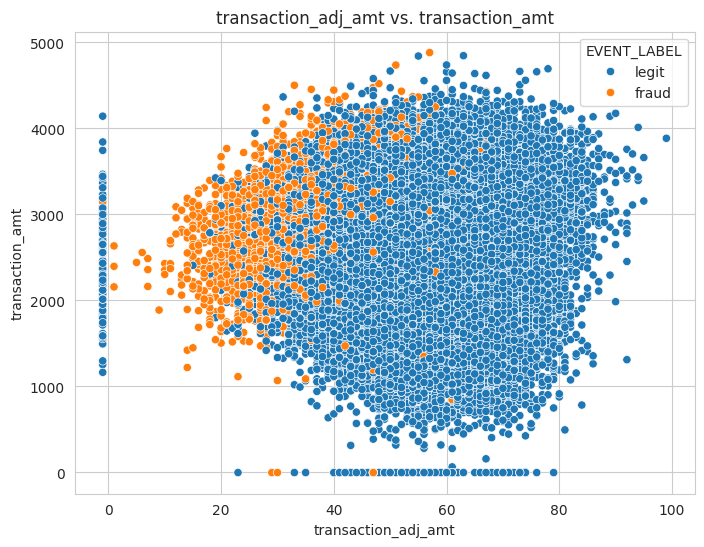 transaction_adj_amt vs. transaction_amt
EVENT_LABEL
legit
fraud
transaction_amt
5000
4000
3000
2000
1000
0
0 20 40 60 80 100
transaction_adj_amt